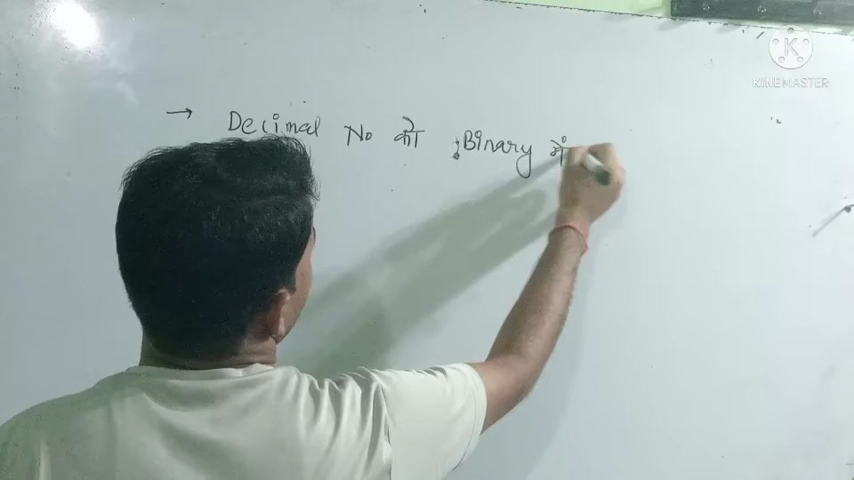 → Decimal No को Binary में
KINEMASTER